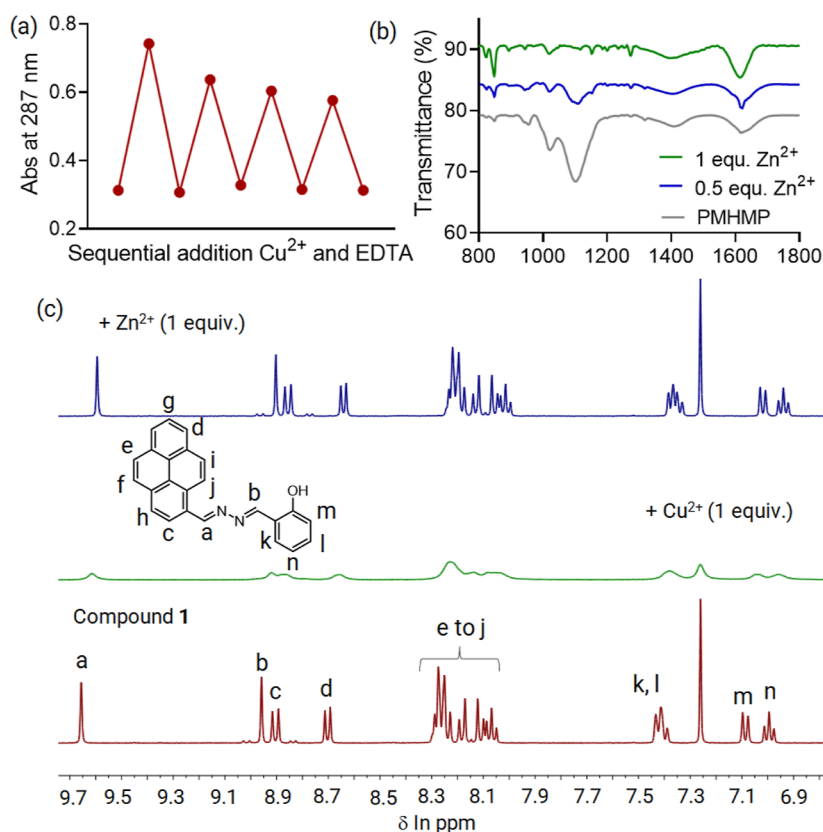 (a)
0.8
0.6
0.4
0.2
Abs at 287 nm
Sequential addition Cu²⁺ and EDTA
(b)
90
80
70
60
Transmittance (%)
1 equ. Zn²⁺
0.5 equ. Zn²⁺
PMHMP
800 1000 1200 1400 1600 1800
(c)
+ Zn²⁺ (1 equiv.)
g
d
e
i
f
j
h
c
a
N
N
b
OH
m
k
l
n
+ Cu²⁺ (1 equiv.)
Compound 1
a
b
c
d
e to j
k, l
m
n
9.7 9.5 9.3 9.1 8.9 8.7 8.5 8.3 8.2 8.1 7.9 7.7 7.5 7.3 7.2 7.1 6.9
δ In ppm